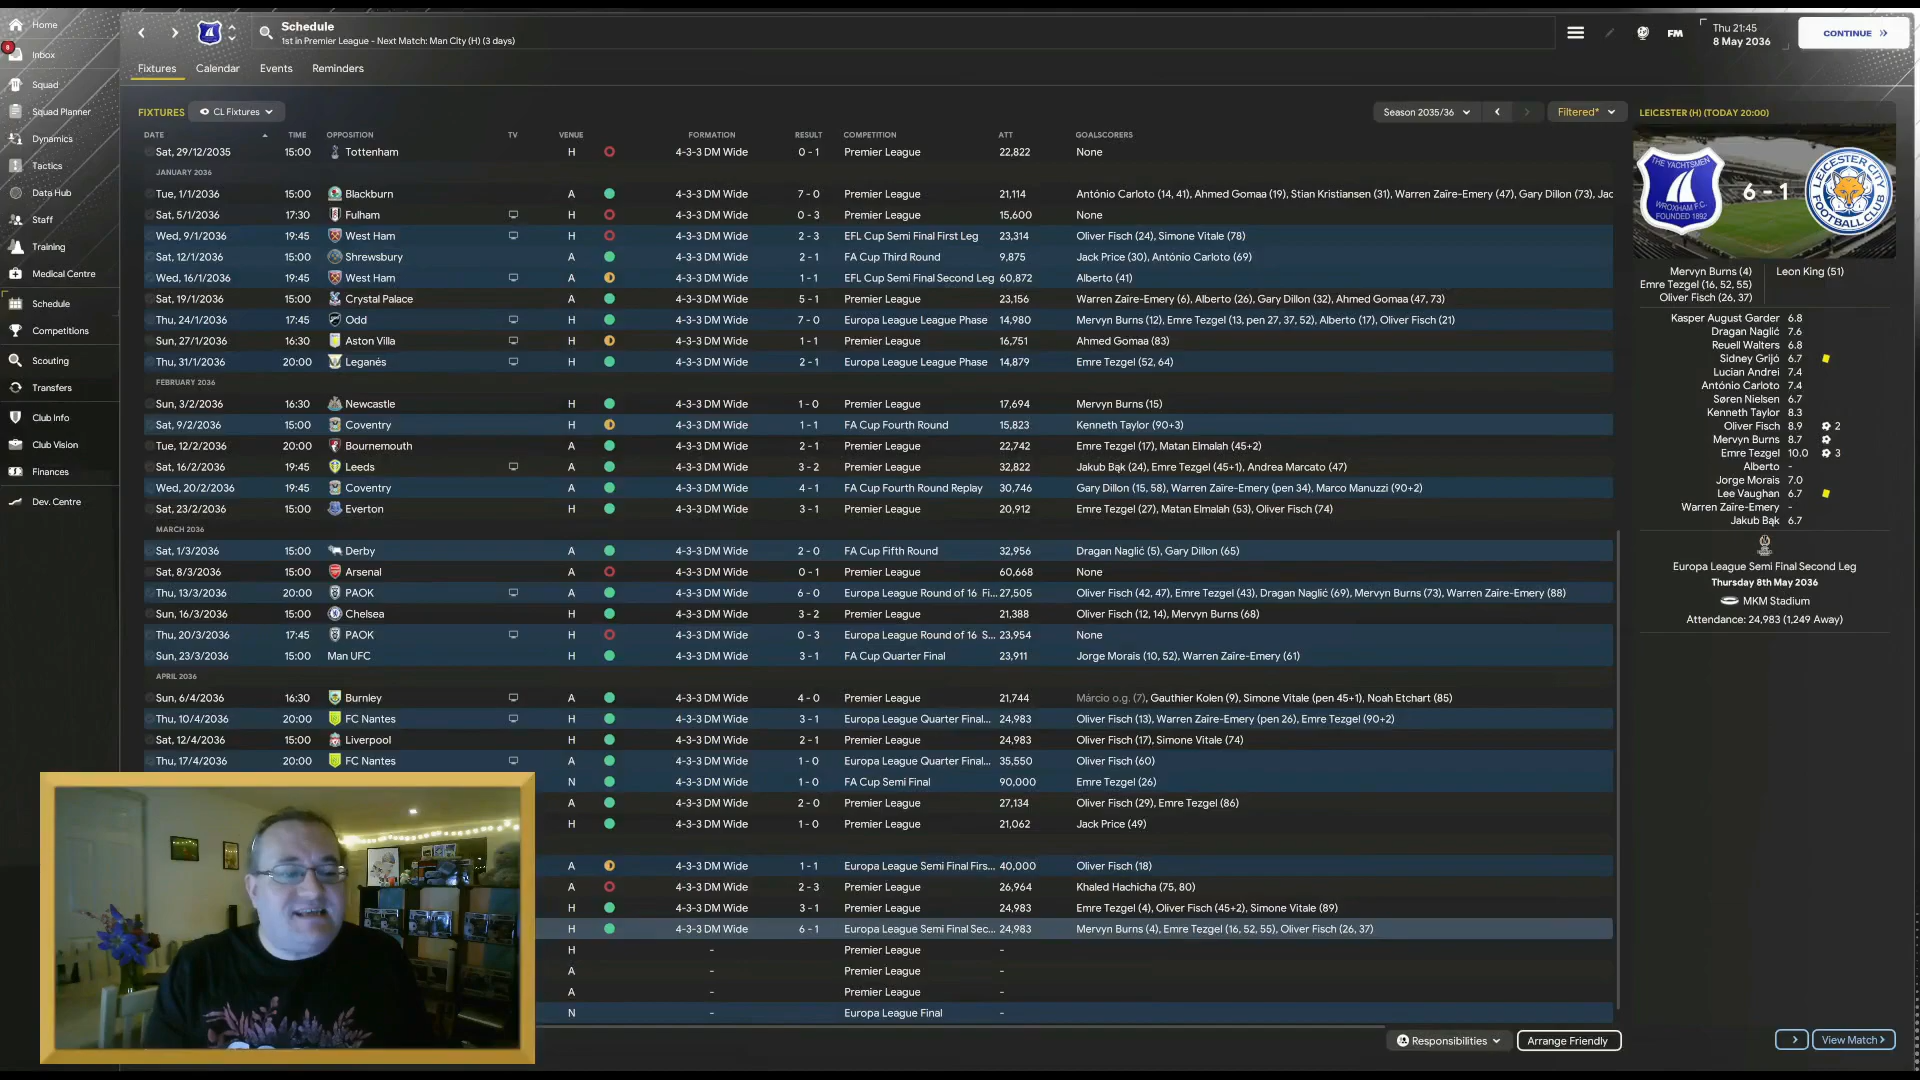 Home
Inbox
8
Squad
Squad Planner
Dynamics
Tactics
Data Hub
Staff
Training
Medical Centre
Schedule
Competitions
Scouting
Transfers
Club Info
Club Vision
Finances
Dev. Centre
Schedule
1st in Premier League - Next Match: Man City (H) (3 days)
FM
Thu 21:45
8 May 2036
CONTINUE
Fixtures Calendar Events Reminders
FIXTURES CL Fixtures Season 2035/36 Filtered*
DATE TIME OPPOSITION TV VENUE FORMATION RESULT COMPETITION ATT GOALSCORERS
Sat, 29/12/2035 15:00 Tottenham H 4-3-3 DM Wide 0 - 1 Premier League 22,822 None
JANUARY 2036
Tue, 1/1/2036 15:00 Blackburn A 4-3-3 DM Wide 7 - 0 Premier League 21,114 António Carloto (14, 41), Ahmed Gomaa (19), Stian Kristiansen (31), Warren Zaïre-Emery (47), Gary Dillon (73), Jac
Sat, 5/1/2036 17:30 Fulham H 4-3-3 DM Wide 0 - 3 Premier League 15,600 None
Wed, 9/1/2036 19:45 West Ham H 4-3-3 DM Wide 2 - 3 EFL Cup Semi Final First Leg 23,314 Oliver Fisch (24), Simone Vitale (78)
Sat, 12/1/2036 15:00 Shrewsbury A 4-3-3 DM Wide 2 - 1 FA Cup Third Round 9,875 Jack Price (30), António Carloto (69)
Wed, 16/1/2036 19:45 West Ham A 4-3-3 DM Wide 1 - 1 EFL Cup Semi Final Second Leg 60,872 Alberto (41)
Sat, 19/1/2036 15:00 Crystal Palace A 4-3-3 DM Wide 5 - 1 Premier League 23,156 Warren Zaïre-Emery (6), Alberto (26), Gary Dillon (32), Ahmed Gomaa (47, 73)
Thu, 24/1/2036 17:45 Odd H 4-3-3 DM Wide 7 - 0 Europa League League Phase 14,980 Mervyn Burns (12), Emre Tezgel (13, pen 27, 37, 52), Alberto (17), Oliver Fisch (21)
Sun, 27/1/2036 16:30 Aston Villa H 4-3-3 DM Wide 1 - 1 Premier League 16,751 Ahmed Gomaa (83)
Thu, 31/1/2036 20:00 Leganés H 4-3-3 DM Wide 2 - 1 Europa League League Phase 14,879 Emre Tezgel (52, 64)
FEBRUARY 2036
Sun, 3/2/2036 16:30 Newcastle H 4-3-3 DM Wide 1 - 0 Premier League 17,694 Mervyn Burns (15)
Sat, 9/2/2036 15:00 Coventry H 4-3-3 DM Wide 1 - 1 FA Cup Fourth Round 15,823 Kenneth Taylor (90+3)
Tue, 12/2/2036 20:00 Bournemouth A 4-3-3 DM Wide 2 - 1 Premier League 22,742 Emre Tezgel (17), Matan Elmalah (45+2)
Sat, 16/2/2036 19:45 Leeds A 4-3-3 DM Wide 3 - 2 Premier League 32,822 Jakub Bąk (24), Emre Tezgel (45+1), Andrea Marcato (47)
Wed, 20/2/2036 19:45 Coventry A 4-3-3 DM Wide 4 - 1 FA Cup Fourth Round Replay 30,746 Gary Dillon (15, 58), Warren Zaïre-Emery (pen 34), Marco Manuzzi (90+2)
Sat, 23/2/2036 15:00 Everton H 4-3-3 DM Wide 3 - 1 Premier League 20,912 Emre Tezgel (27), Matan Elmalah (53), Oliver Fisch (74)
MARCH 2036
Sat, 1/3/2036 15:00 Derby A 4-3-3 DM Wide 2 - 0 FA Cup Fifth Round 32,956 Dragan Naglić (5), Gary Dillon (65)
Sat, 8/3/2036 15:00 Arsenal A 4-3-3 DM Wide 0 - 1 Premier League 60,668 None
Thu, 13/3/2036 20:00 PAOK A 4-3-3 DM Wide 6 - 0 Europa League Round of 16 Fi... 27,505 Oliver Fisch (42, 47), Emre Tezgel (43), Dragan Naglić (69), Mervyn Burns (73), Warren Zaïre-Emery (88)
Sun, 16/3/2036 15:00 Chelsea H 4-3-3 DM Wide 3 - 2 Premier League 21,388 Oliver Fisch (12, 14), Mervyn Burns (68)
Thu, 20/3/2036 17:45 PAOK H 4-3-3 DM Wide 0 - 3 Europa League Round of 16 S... 23,954 None
Sun, 23/3/2036 15:00 Man UFC H 4-3-3 DM Wide 3 - 1 FA Cup Quarter Final 23,911 Jorge Morais (10, 52), Warren Zaïre-Emery (61)
APRIL 2036
Sun, 6/4/2036 16:30 Burnley A 4-3-3 DM Wide 4 - 0 Premier League 21,744 Márcio o.g. (7), Gauthier Kolen (9), Simone Vitale (pen 45+1), Noah Etchart (85)
Thu, 10/4/2036 20:00 FC Nantes H 4-3-3 DM Wide 3 - 1 Europa League Quarter Final... 24,983 Oliver Fisch (13), Warren Zaïre-Emery (pen 26), Emre Tezgel (90+2)
Sat, 12/4/2036 15:00 Liverpool H 4-3-3 DM Wide 2 - 1 Premier League 24,983 Oliver Fisch (17), Simone Vitale (74)
Thu, 17/4/2036 20:00 FC Nantes A 4-3-3 DM Wide 1 - 0 Europa League Quarter Final... 35,550 Oliver Fisch (60)
N 4-3-3 DM Wide 1 - 0 FA Cup Semi Final 90,000 Emre Tezgel (26)
A 4-3-3 DM Wide 2 - 0 Premier League 27,134 Oliver Fisch (29), Emre Tezgel (86)
H 4-3-3 DM Wide 1 - 0 Premier League 21,062 Jack Price (49)
A 4-3-3 DM Wide 1 - 1 Europa League Semi Final Firs... 40,000 Oliver Fisch (18)
A 4-3-3 DM Wide 2 - 3 Premier League 26,964 Khaled Hachicha (75, 80)
H 4-3-3 DM Wide 3 - 1 Premier League 24,983 Emre Tezgel (4), Oliver Fisch (45+2), Simone Vitale (89)
H 4-3-3 DM Wide 6 - 1 Europa League Semi Final Sec... 24,983 Mervyn Burns (4), Emre Tezgel (16, 52, 55), Oliver Fisch (26, 37)
H - Premier League -
A - Premier League -
A - Premier League -
N - Europa League Final -
Responsibilities Arrange Friendly
LEICESTER (H) (TODAY 20:00)
THE YACHTSMEN
WROXHAM F.C.
FOUNDED 1892
6 - 1
LEICESTER CITY
FOOTBALL CLUB
Mervyn Burns (4) Leon King (51)
Emre Tezgel (16, 52, 55)
Oliver Fisch (26, 37)
Kasper August Garder 6.8
Dragan Naglić 7.6
Reuell Walters 6.8
Sidney Grijó 6.7
Lucian Andrei 7.4
António Carloto 7.4
Søren Nielsen 6.7
Kenneth Taylor 8.3
Oliver Fisch 8.9 2
Mervyn Burns 8.7
Emre Tezgel 10.0 3
Alberto -
Jorge Morais 7.0
Lee Vaughan 6.7
Warren Zaïre-Emery -
Jakub Bąk 6.7
Europa League Semi Final Second Leg
Thursday 8th May 2036
MKM Stadium
Attendance: 24,983 (1,249 Away)
View Match